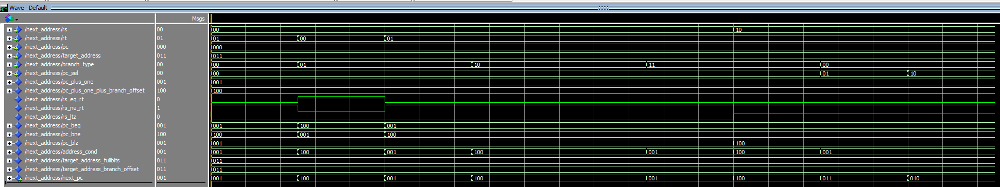 Wave - Default
Msgs
/next_address/rs 00 00 10
/next_address/rt 01 01 00 01
/next_address/pc 000 000
/next_address/target_address 011 011
/next_address/branch_type 00 00 01 10 11 00
/next_address/pc_sel 00 00 01 10
/next_address/pc_plus_one 001 001
/next_address/pc_plus_one_plus_branch_offset 100 100
/next_address/rs_eq_rt 0
/next_address/rs_ne_rt 1
/next_address/rs_ltz 0
/next_address/pc_beq 001 001 100 001
/next_address/pc_bne 100 100 001 100
/next_address/pc_blz 001 001 100
/next_address/address_cond 001 001 100 001 100 001 100 001
/next_address/target_address_fullbits 011 011
/next_address/target_address_branch_offset 011 011
/next_address/next_pc 001 001 100 001 100 001 100 011 010